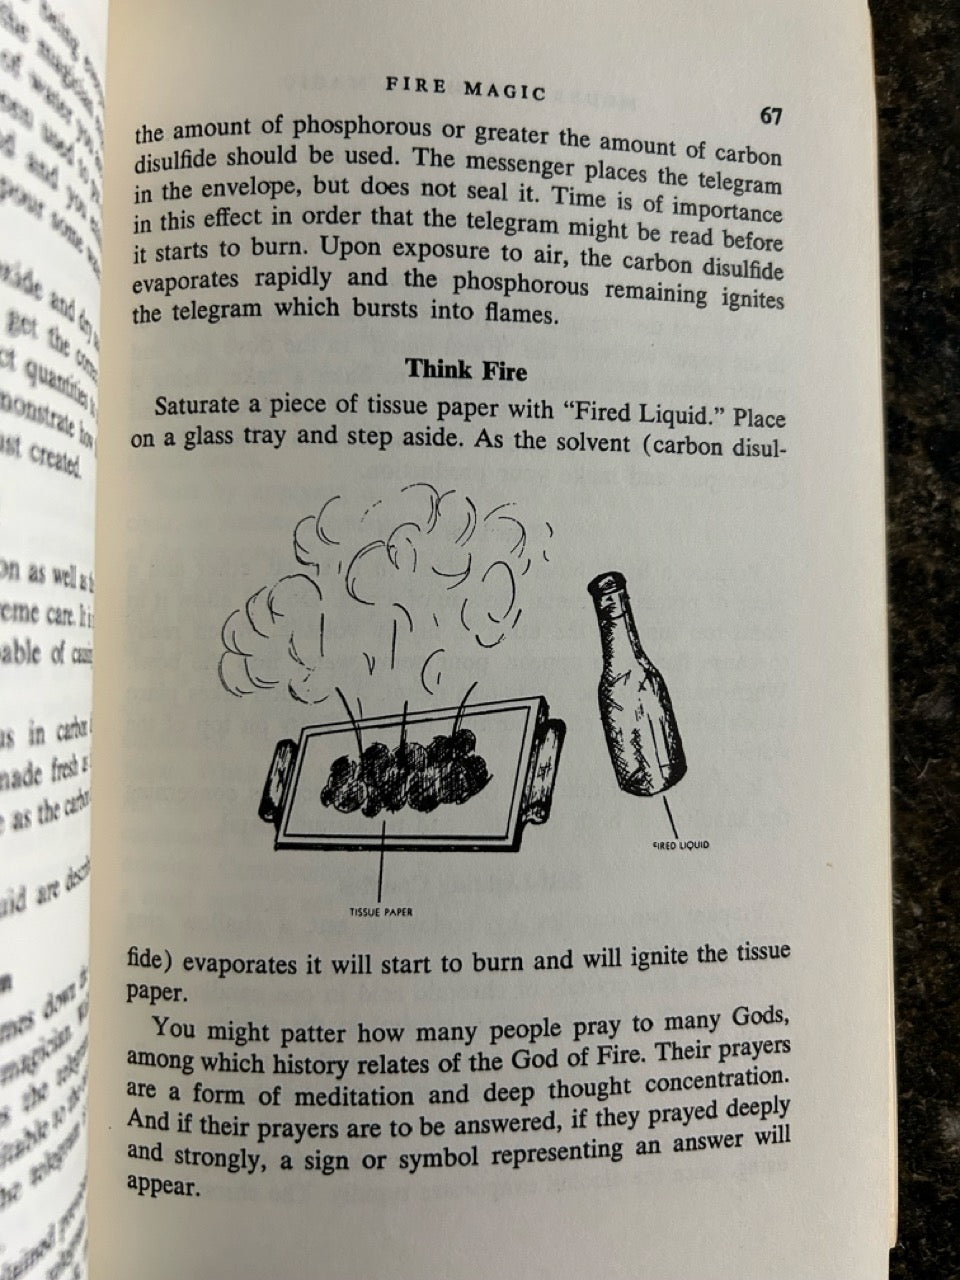 FIRE MAGIC
67
the amount of phosphorous or greater the amount of carbon
disulfide should be used. The messenger places the telegram
in the envelope, but does not seal it. Time is of importance
in this effect in order that the telegram might be read before
it starts to burn. Upon exposure to air, the carbon disulfide
evaporates rapidly and the phosphorous remaining ignites
the telegram which bursts into flames.
Think Fire
Saturate a piece of tissue paper with “Fired Liquid.” Place
on a glass tray and step aside. As the solvent (carbon disul-
FIRED LIQUID
TISSUE PAPER
fide) evaporates it will start to burn and will ignite the tissue
paper.
You might patter how many people pray to many Gods,
among which history relates of the God of Fire. Their prayers
are a form of meditation and deep thought concentration.
And if their prayers are to be answered, if they prayed deeply
and strongly, a sign or symbol representing an answer will
appear.